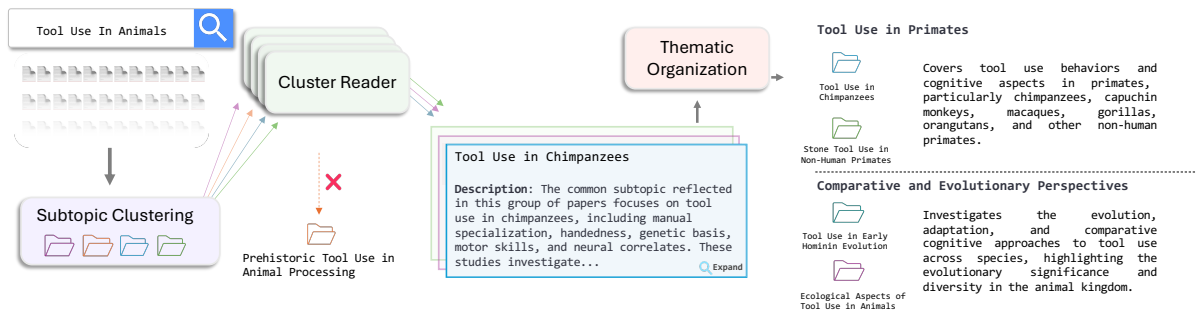 Tool Use In Animals
Subtopic Clustering
Cluster Reader
Prehistoric Tool Use in
Animal Processing
Tool Use in Chimpanzees
Description: The common subtopic reflected
in this group of papers focuses on tool
use in chimpanzees, including manual
specialization, handedness, genetic basis,
motor skills, and neural correlates. These
studies investigate...
Expand
Thematic
Organization
Tool Use in Primates
Tool Use in
Chimpanzees
Stone Tool Use in
Non-Human Primates
Covers tool use behaviors and
cognitive aspects in primates,
particularly chimpanzees, capuchin
monkeys, macaques, gorillas,
orangutans, and other non-human
primates.
Comparative and Evolutionary Perspectives
Tool Use in Early
Hominin Evolution
Ecological Aspects of
Tool Use in Animals
Investigates the evolution,
adaptation, and comparative
cognitive approaches to tool use
across species, highlighting the
evolutionary significance and
diversity in the animal kingdom.